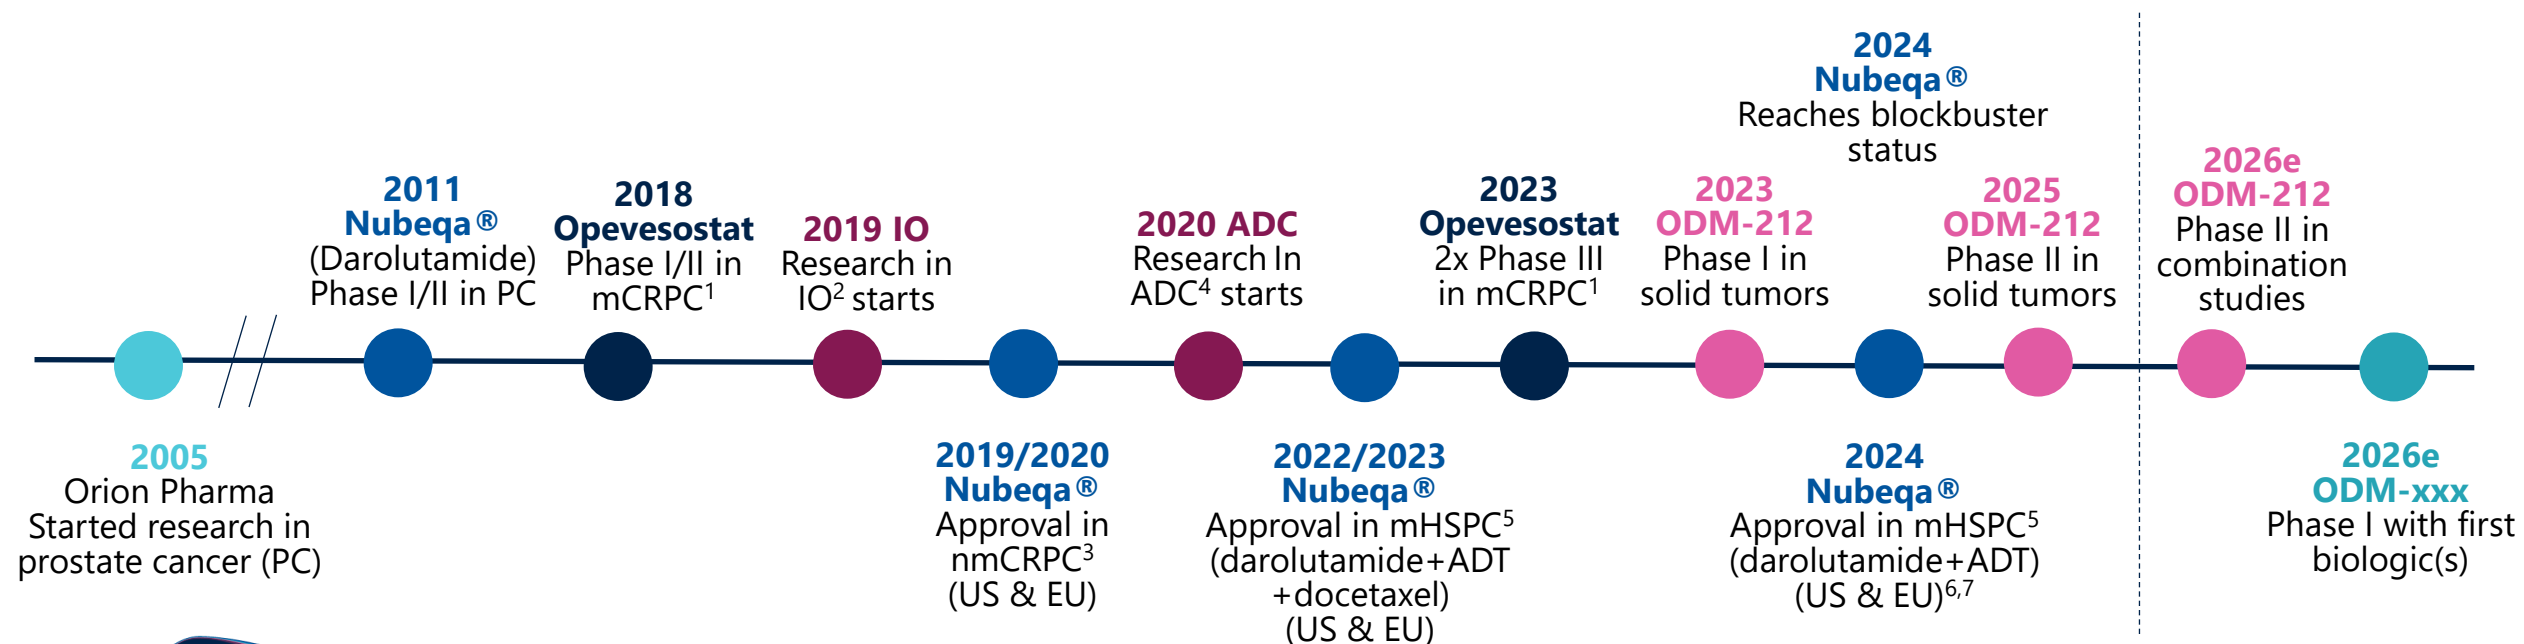 2005
Orion Pharma
Started research in
prostate cancer (PC)
2011
Nubeqa®
(Darolutamide)
Phase I/II in PC
2018
Opevesostat
Phase I/II in
mCRPC¹
2019 IO
Research in
IO² starts
2019/2020
Nubeqa®
Approval in
nmCRPC³
(US & EU)
2020 ADC
Research In
ADC⁴ starts
2022/2023
Nubeqa®
Approval in mHSPC⁵
(darolutamide+ADT
+docetaxel)
(US & EU)
2023
Opevesostat
2x Phase III
in mCRPC¹
2023
ODM-212
Phase I in
solid tumors
2024
Nubeqa®
Reaches blockbuster
status
2024
Nubeqa®
Approval in mHSPC⁵
(darolutamide+ADT)
(US & EU)⁶,⁷
2025
ODM-212
Phase II in
solid tumors
2026e
ODM-212
Phase II in
combination
studies
2026e
ODM-xxx
Phase I with first
biologic(s)